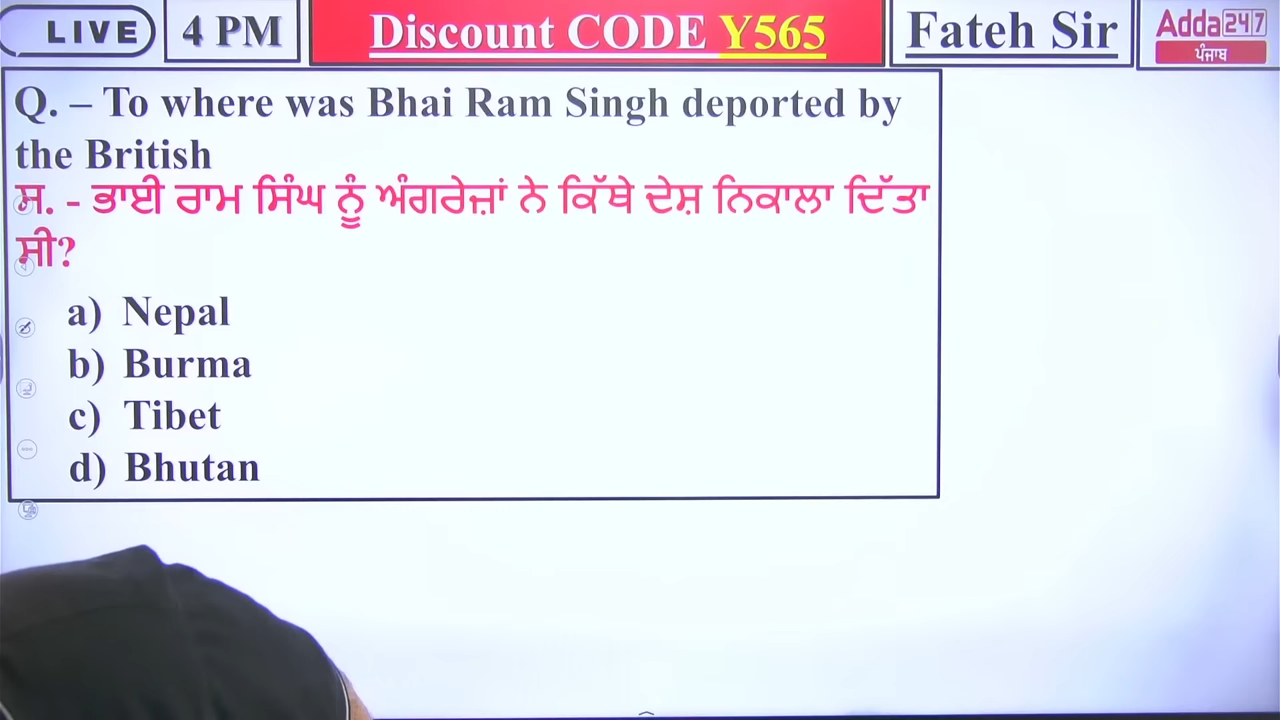 LIVE
4 PM
Discount CODE Y565
Fateh Sir
Adda247
ਪੰਜਾਬ
Q. – To where was Bhai Ram Singh deported by
the British
ਸ. - ਭਾਈ ਰਾਮ ਸਿੰਘ ਨੂੰ ਅੰਗਰੇਜ਼ਾਂ ਨੇ ਕਿੱਥੇ ਦੇਸ਼ ਨਿਕਾਲਾ ਦਿੱਤਾ
ਸੀ?
a) Nepal
b) Burma
c) Tibet
d) Bhutan